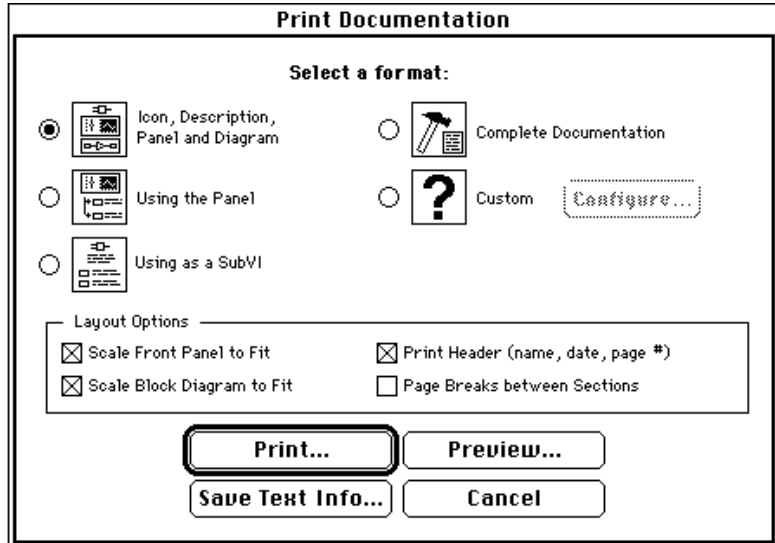 Print Documentation
Select a format:
Icon, Description,
Panel and Diagram
Complete Documentation
Using the Panel
Custom
Configure...
Using as a SubVI
Layout Options
Scale Front Panel to Fit
Print Header (name, date, page #)
Scale Block Diagram to Fit
Page Breaks between Sections
Print...
Preview...
Save Text Info...
Cancel